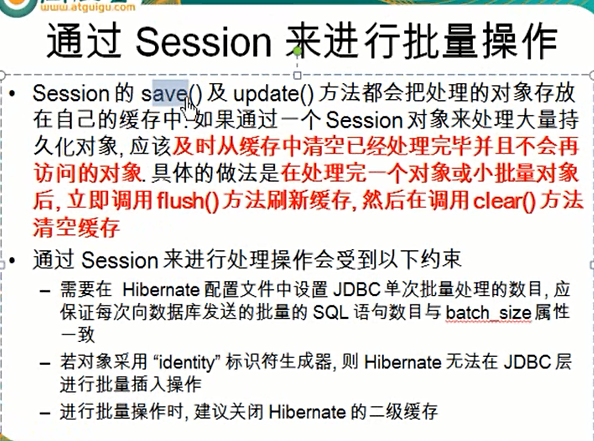 www.atguigu.com
通过 Session 来进行批量操作
• Session 的 save() 及 update() 方法都会把处理的对象存放
在自己的缓存中. 如果通过一个 Session 对象来处理大量持
久化对象, 应该及时从缓存中清空已经处理完毕并且不会再
访问的对象. 具体的做法是在处理完一个对象或小批量对象
后, 立即调用 flush() 方法刷新缓存, 然后在调用 clear() 方法
清空缓存
• 通过 Session 来进行处理操作会受到以下约束
– 需要在 Hibernate 配置文件中设置 JDBC 单次批量处理的数目, 应
保证每次向数据库发送的批量的 SQL 语句数目与 batch_size 属性
一致
– 若对象采用 “identity” 标识符生成器, 则 Hibernate 无法在 JDBC 层
进行批量插入操作
– 进行批量操作时, 建议关闭 Hibernate 的二级缓存